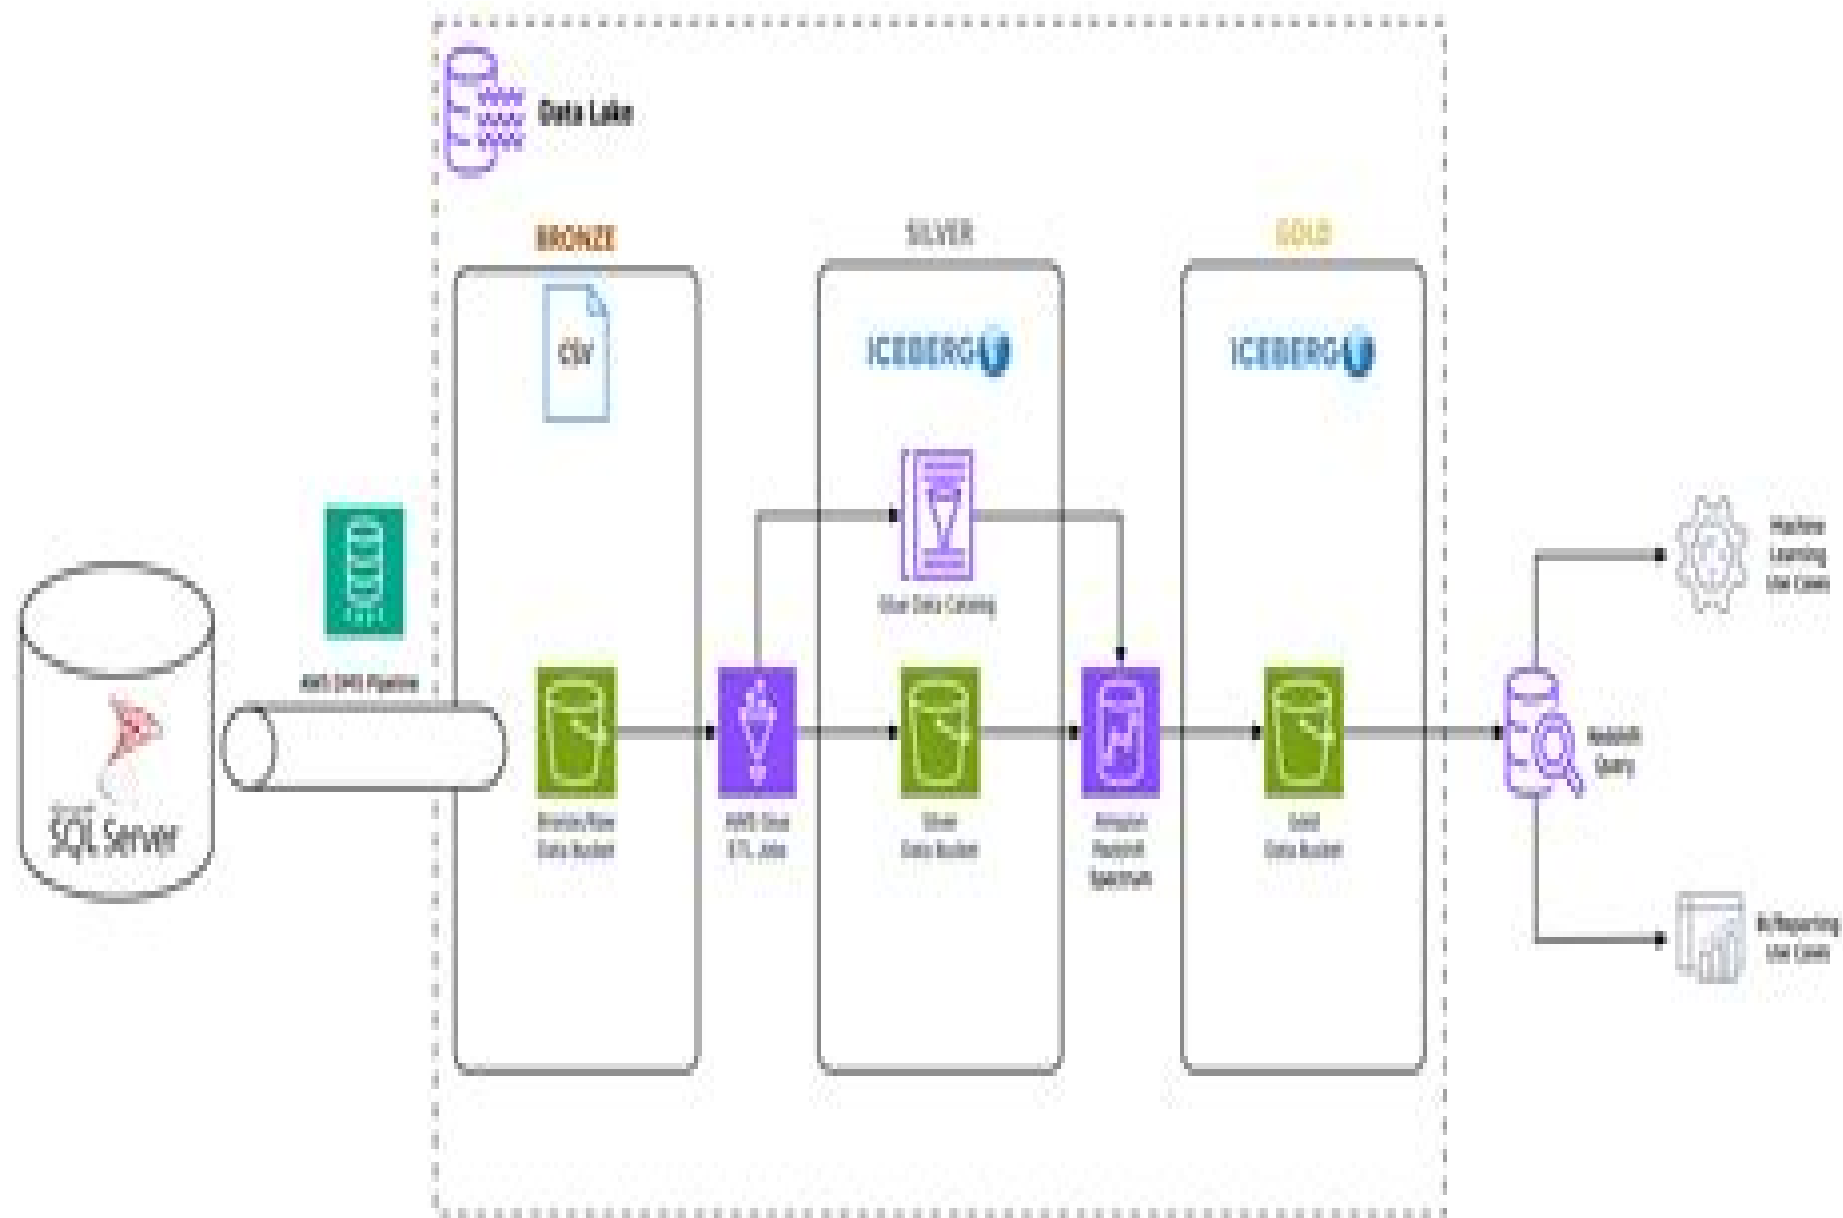 Data Lake
BRONZE
SILVER
GOLD
CSV
ICEBERG
ICEBERG
Machine
Learning
Use Cases
Glue Data Catalog
AWS DMS Pipeline
Redshift
Query
Microsoft
SQL Server
Bronze/Raw
Data Bucket
AWS Glue
ETL Jobs
Silver
Data Bucket
Amazon
Redshift
Spectrum
Gold
Data Bucket
BI/Reporting
Use Cases